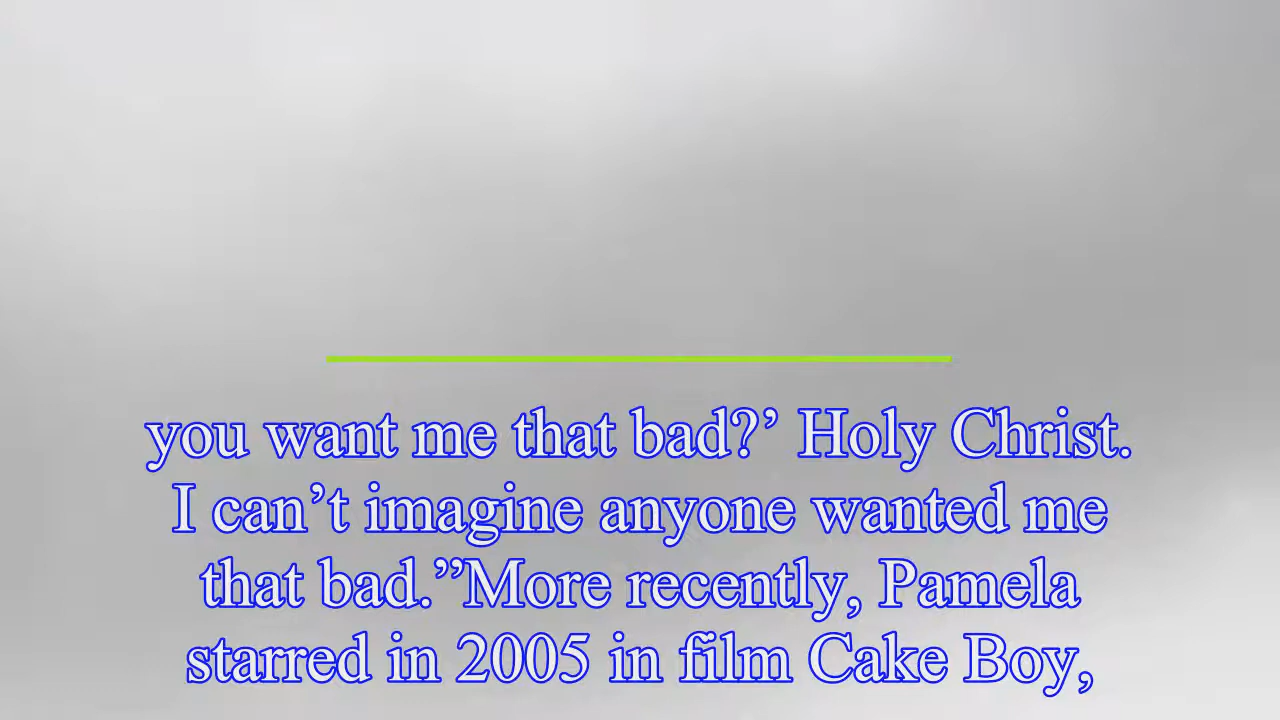 you want me that bad?’ Holy Christ.
I can’t imagine anyone wanted me
that bad.”More recently, Pamela
starred in 2005 in film Cake Boy,